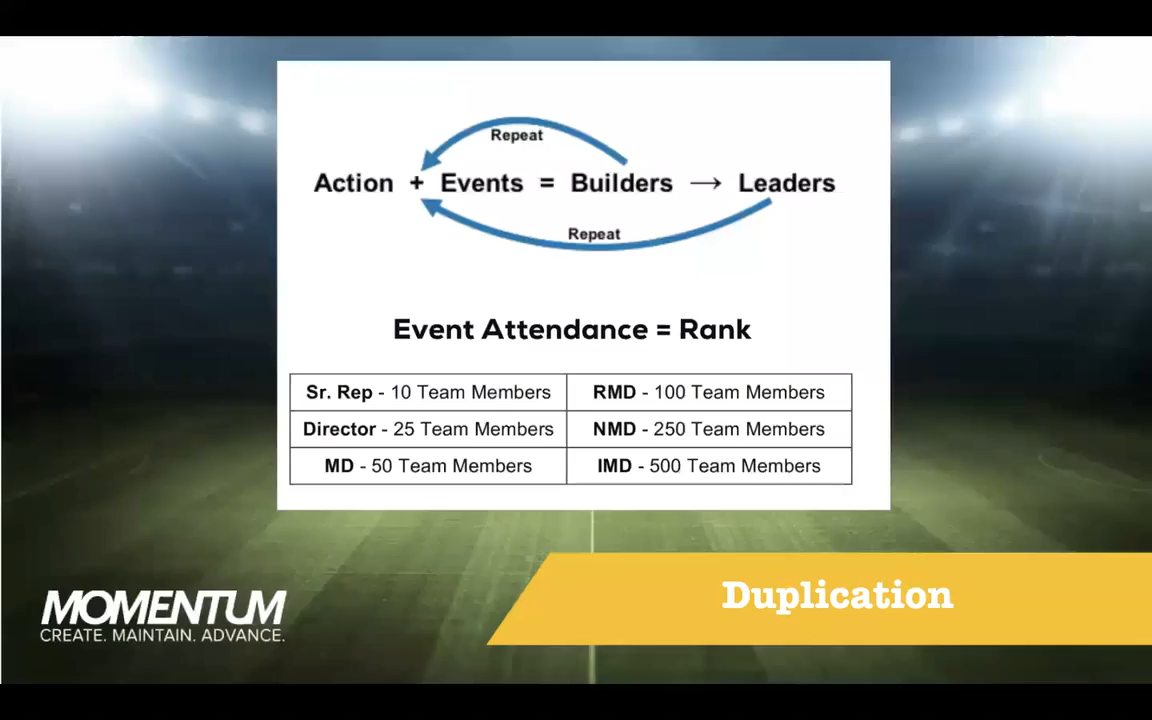 Repeat
Action + Events = Builders → Leaders
Repeat
Event Attendance = Rank
Sr. Rep - 10 Team Members
RMD - 100 Team Members
Director - 25 Team Members
NMD - 250 Team Members
MD - 50 Team Members
IMD - 500 Team Members
MOMENTUM
CREATE. MAINTAIN. ADVANCE.
Duplication